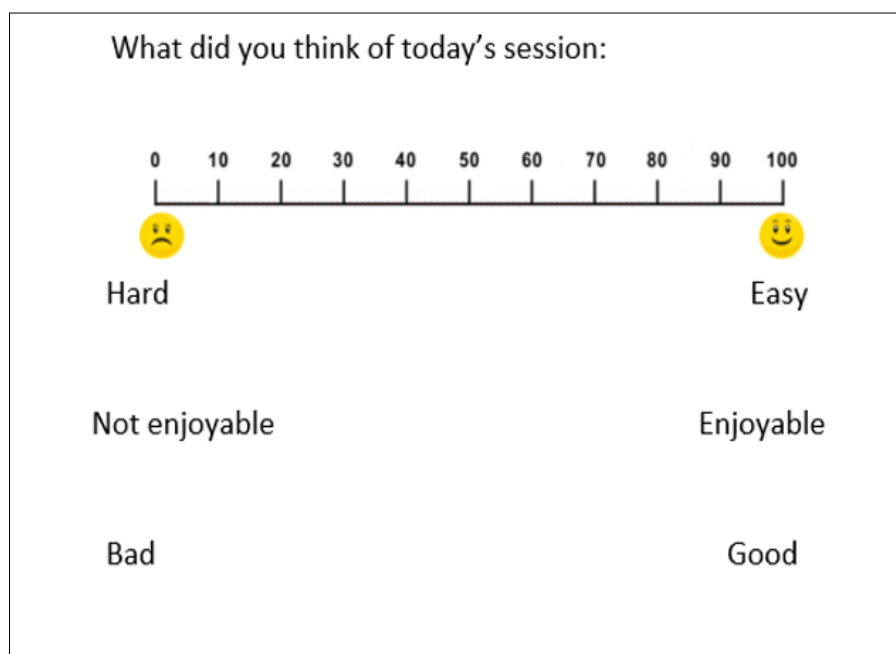 What did you think of today's session:
0 10 20 30 40 50 60 70 80 90 100
Hard Easy
Not enjoyable Enjoyable
Bad Good